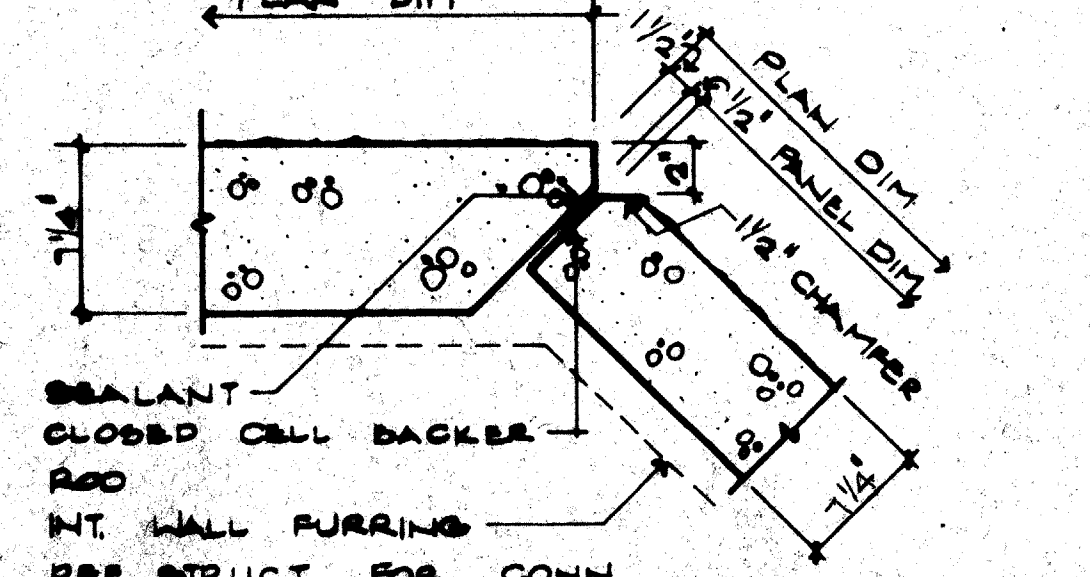 PLAN DIM
1 1/2"
PLAN DIM
1/2"
PANEL DIM
2"
7 1/4"
1 1/2" CHAMFER
SEALANT
CLOSED CELL BACKER
ROD
INT. WALL FURRING
7 1/4"
REF STRUCT FOR CONN